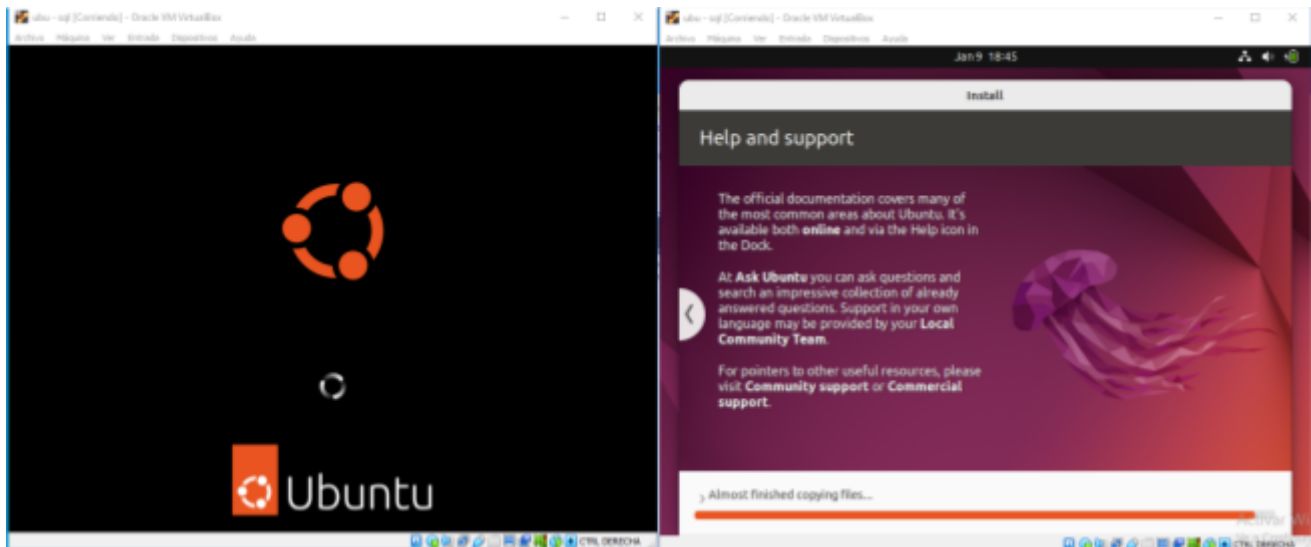 ubu - sql [Corriendo] - Oracle VM VirtualBox
Archivo Máquina Ver Entrada Dispositivos Ayuda
Ubuntu
CTRL DERECHA
ubu - sql [Corriendo] - Oracle VM VirtualBox
Archivo Máquina Ver Entrada Dispositivos Ayuda
Jan 9 18:45
Install
Help and support
The official documentation covers many of
the most common areas about Ubuntu. It's
available both online and via the Help icon in
the Dock.
At Ask Ubuntu you can ask questions and
search an impressive collection of already
answered questions. Support in your own
language may be provided by your Local
Community Team.
For pointers to other useful resources, please
visit Community support or Commercial
support.
Almost finished copying files...
Activar Wi
CTRL DERECHA